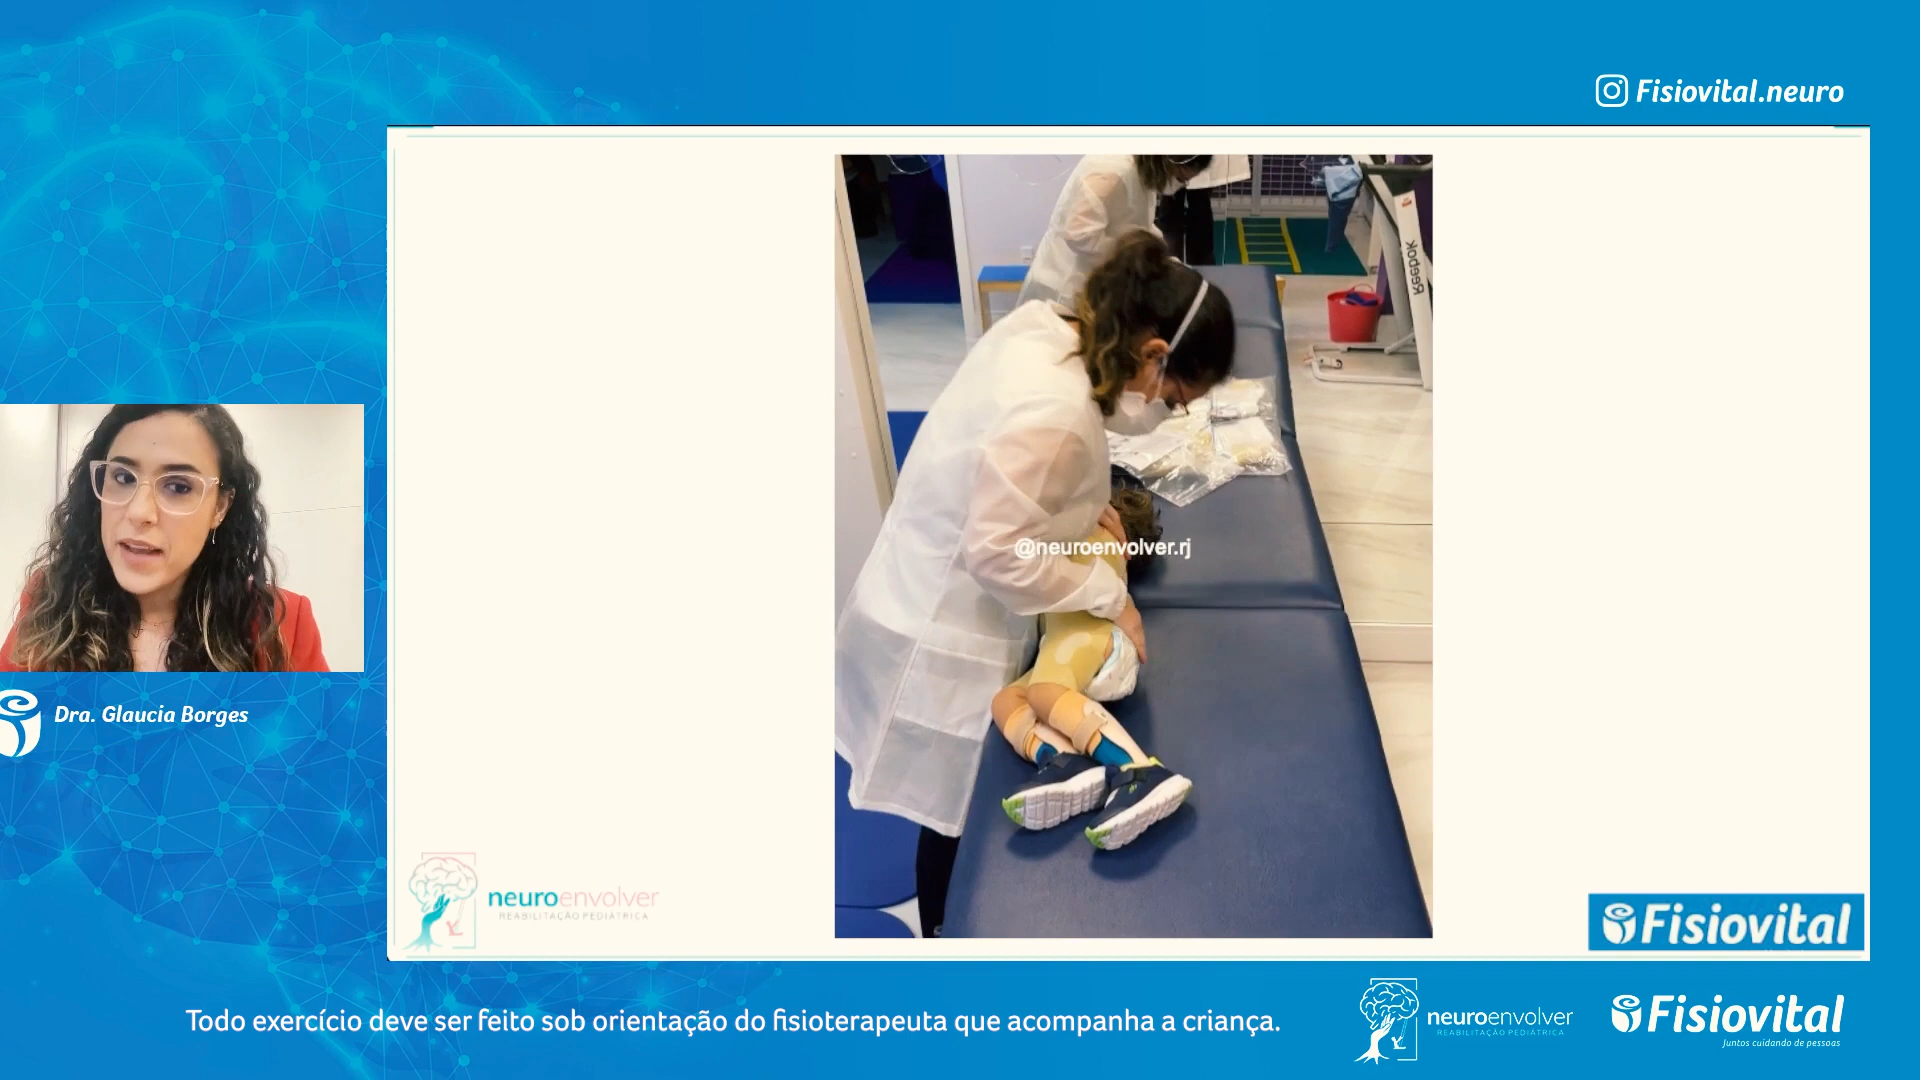 Fisiovital.neuro
Reebok
@neuroenvolver.rj
Dra. Glaucia Borges
neuroenvolver
REABILITAÇÃO PEDIÁTRICA
Fisiovital
Todo exercício deve ser feito sob orientação do fisioterapeuta que acompanha a criança.
neuroenvolver
REABILITAÇÃO PEDIÁTRICA
Fisiovital
Juntos cuidando de pessoas